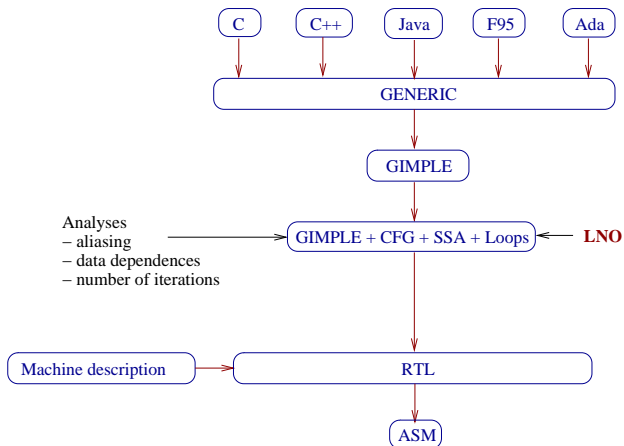 C
C++
Java
F95
Ada
GENERIC
GIMPLE
Analyses
– aliasing
– data dependences
– number of iterations
GIMPLE + CFG + SSA + Loops
LNO
Machine description
RTL
ASM